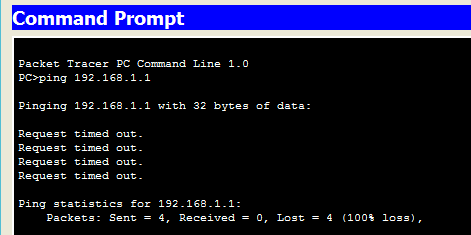 Command Prompt
Packet Tracer PC Command Line 1.0
PC>ping 192.168.1.1
Pinging 192.168.1.1 with 32 bytes of data:
Request timed out.
Request timed out.
Request timed out.
Request timed out.
Ping statistics for 192.168.1.1:
    Packets: Sent = 4, Received = 0, Lost = 4 (100% loss),